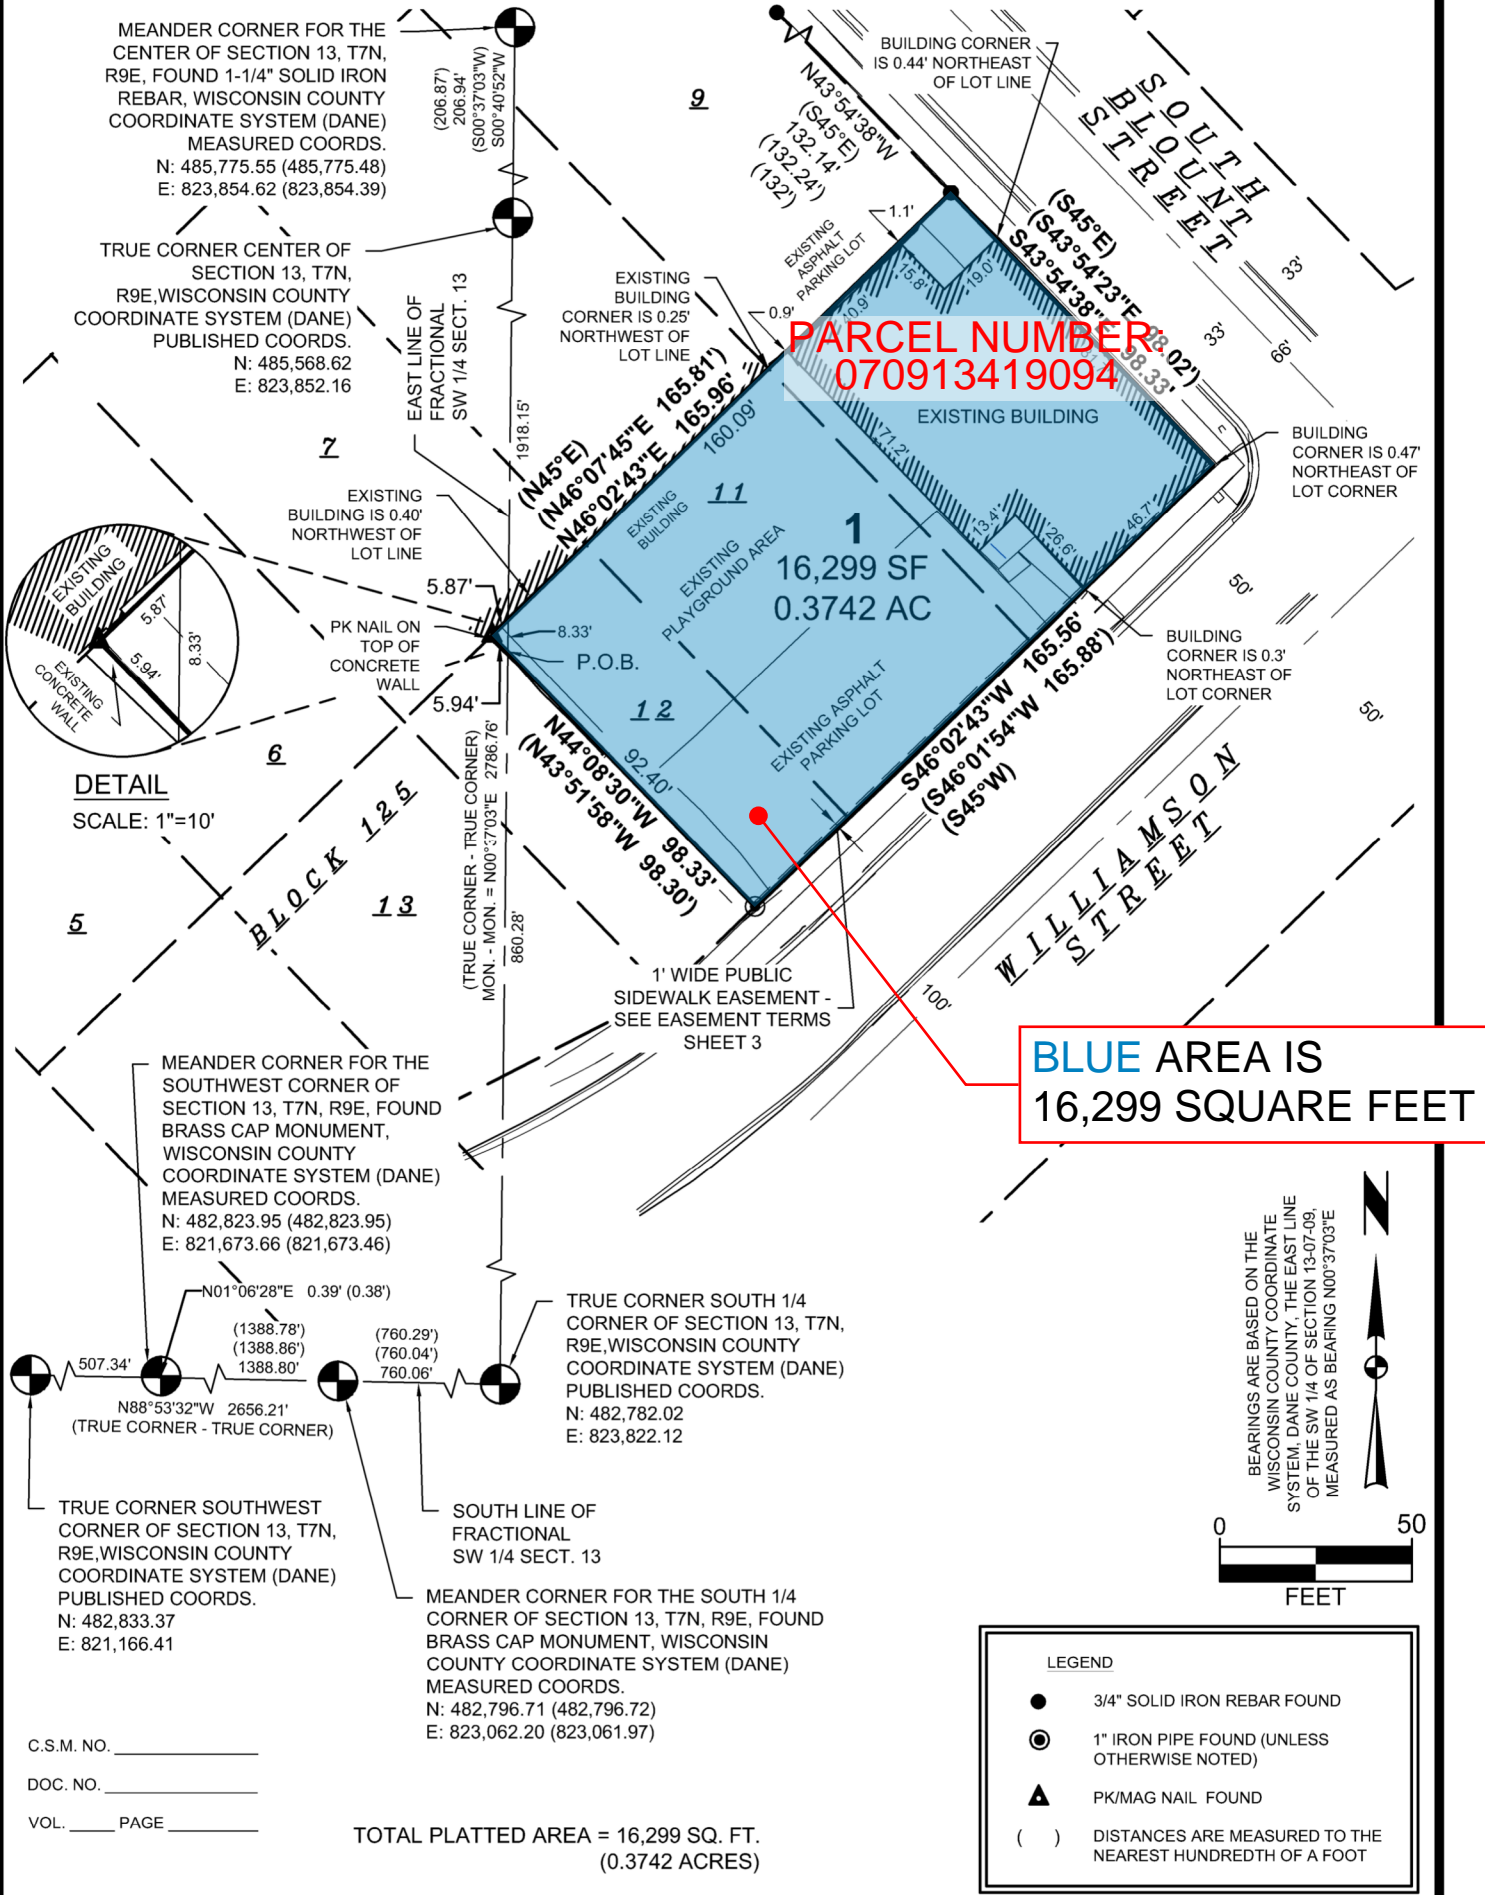 MEANDER CORNER FOR THE
CENTER OF SECTION 13, T7N,
R9E, FOUND 1-1/4" SOLID IRON
REBAR, WISCONSIN COUNTY
COORDINATE SYSTEM (DANE)
MEASURED COORDS.
N: 485,775.55 (485,775.48)
E: 823,854.62 (823,854.39)
(206.87')
206.94'
(S00°37'03"W)
S00°40'52"W
9
N43°54'38"W
(S45°E)
132.14'
(132.24')
(132')
BUILDING CORNER
IS 0.44' NORTHEAST
OF LOT LINE
SOUTH
BLOUNT
STREET
TRUE CORNER CENTER OF
SECTION 13, T7N,
R9E,WISCONSIN COUNTY
COORDINATE SYSTEM (DANE)
PUBLISHED COORDS.
N: 485,568.62
E: 823,852.16
EAST LINE OF
FRACTIONAL
SW 1/4 SECT. 13
1918.15'
EXISTING
BUILDING
CORNER IS 0.25'
NORTHWEST OF
LOT LINE
EXISTING
ASPHALT
PARKING LOT
1.1'
0.9'
15.8'
19.0'
40.9'
(S45°E)
(S43°54'23"E 98.02')
S43°54'38"E 98.33'
33'
33'
66'
PARCEL NUMBER:
070913419094
EXISTING BUILDING
71.2'
7
(N45°E)
(N46°07'45"E 165.81')
N46°02'43"E 165.96'
160.09'
11
EXISTING
BUILDING
EXISTING
PLAYGROUND AREA
1
16,299 SF
0.3742 AC
13.4'
26.6'
46.7'
BUILDING
CORNER IS 0.47'
NORTHEAST OF
LOT CORNER
EXISTING
BUILDING IS 0.40'
NORTHWEST OF
LOT LINE
5.87'
8.33'
P.O.B.
PK NAIL ON
TOP OF
CONCRETE
WALL
5.94'
EXISTING
BUILDING
5.87'
5.94'
8.33'
EXISTING
CONCRETE
WALL
DETAIL
SCALE: 1"=10'
6
12
92.40'
EXISTING ASPHALT
PARKING LOT
N44°08'30"W 98.33'
(N43°51'58"W 98.30')
S46°02'43"W 165.56'
(S46°01'54"W 165.88')
(S45°W)
BUILDING
CORNER IS 0.3'
NORTHEAST OF
LOT CORNER
50'
50'
100'
WILLIAMSON
STREET
BLOCK 125
5
13
(TRUE CORNER - TRUE CORNER)
MON. - MON. = N00°37'03"E 2786.76'
860.28'
1' WIDE PUBLIC
SIDEWALK EASEMENT -
SEE EASEMENT TERMS
SHEET 3
BLUE AREA IS
16,299 SQUARE FEET
MEANDER CORNER FOR THE
SOUTHWEST CORNER OF
SECTION 13, T7N, R9E, FOUND
BRASS CAP MONUMENT,
WISCONSIN COUNTY
COORDINATE SYSTEM (DANE)
MEASURED COORDS.
N: 482,823.95 (482,823.95)
E: 821,673.66 (821,673.46)
N01°06'28"E 0.39' (0.38')
(1388.78')
(1388.86')
1388.80'
(760.29')
(760.04')
760.06'
507.34'
N88°53'32"W 2656.21'
(TRUE CORNER - TRUE CORNER)
TRUE CORNER SOUTH 1/4
CORNER OF SECTION 13, T7N,
R9E,WISCONSIN COUNTY
COORDINATE SYSTEM (DANE)
PUBLISHED COORDS.
N: 482,782.02
E: 823,822.12
BEARINGS ARE BASED ON THE
WISCONSIN COUNTY COORDINATE
SYSTEM, DANE COUNTY, THE EAST LINE
OF THE SW 1/4 OF SECTION 13-07-09,
MEASURED AS BEARING N00°37'03"E
N
TRUE CORNER SOUTHWEST
CORNER OF SECTION 13, T7N,
R9E,WISCONSIN COUNTY
COORDINATE SYSTEM (DANE)
PUBLISHED COORDS.
N: 482,833.37
E: 821,166.41
SOUTH LINE OF
FRACTIONAL
SW 1/4 SECT. 13
MEANDER CORNER FOR THE SOUTH 1/4
CORNER OF SECTION 13, T7N, R9E, FOUND
BRASS CAP MONUMENT, WISCONSIN
COUNTY COORDINATE SYSTEM (DANE)
MEASURED COORDS.
N: 482,796.71 (482,796.72)
E: 823,062.20 (823,061.97)
0 50
FEET
LEGEND
3/4" SOLID IRON REBAR FOUND
1" IRON PIPE FOUND (UNLESS
OTHERWISE NOTED)
PK/MAG NAIL FOUND
( ) DISTANCES ARE MEASURED TO THE
NEAREST HUNDREDTH OF A FOOT
C.S.M. NO.
DOC. NO.
VOL. PAGE
TOTAL PLATTED AREA = 16,299 SQ. FT.
(0.3742 ACRES)